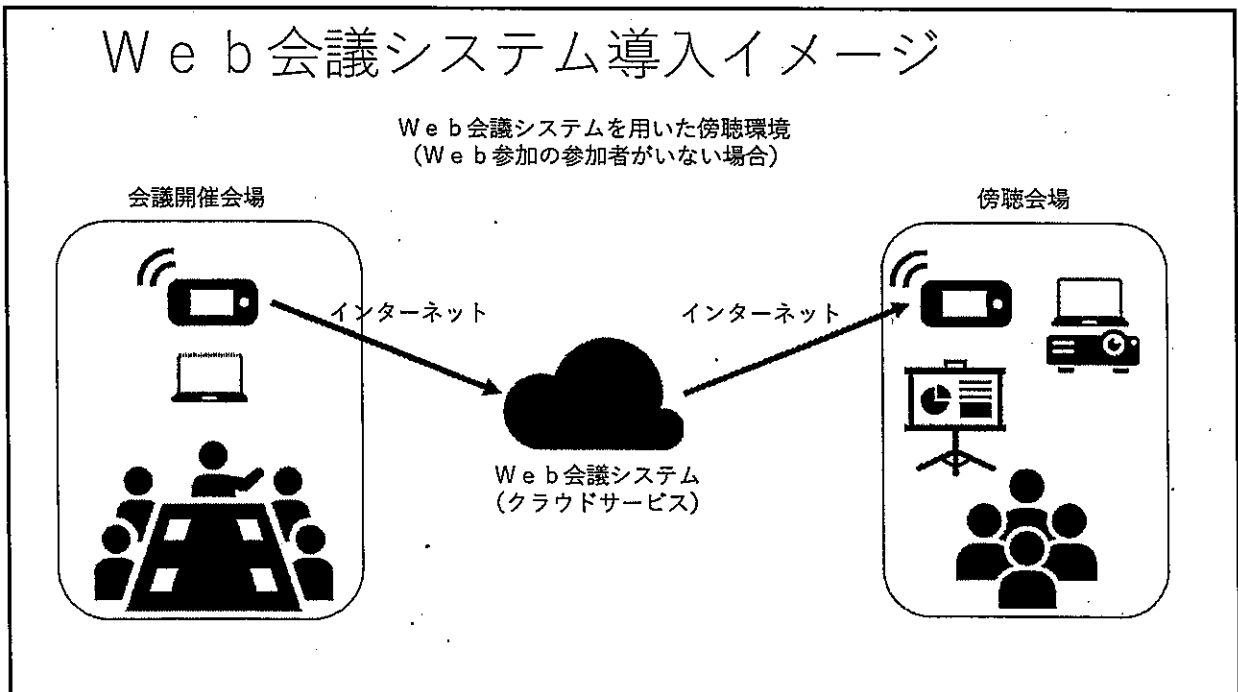 Ｗｅｂ会議システム導入イメージ
Ｗｅｂ会議システムを用いた傍聴環境
（Ｗｅｂ参加の参加者がいない場合）
会議開催会場
傍聴会場
インターネット
インターネット
Ｗｅｂ会議システム
（クラウドサービス）